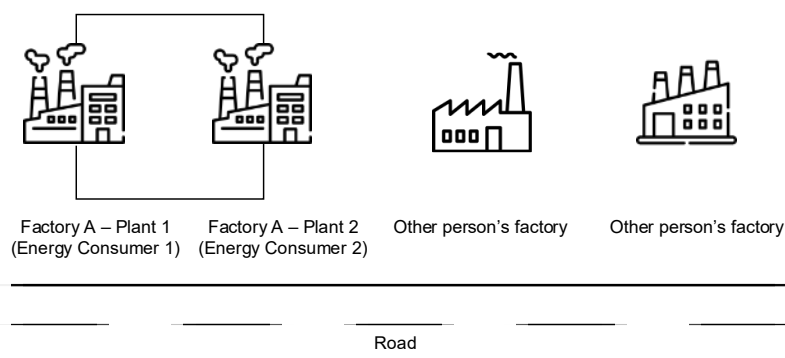 Factory A – Plant 1
(Energy Consumer 1)
Factory A – Plant 2
(Energy Consumer 2)
Other person’s factory
Other person’s factory
Road